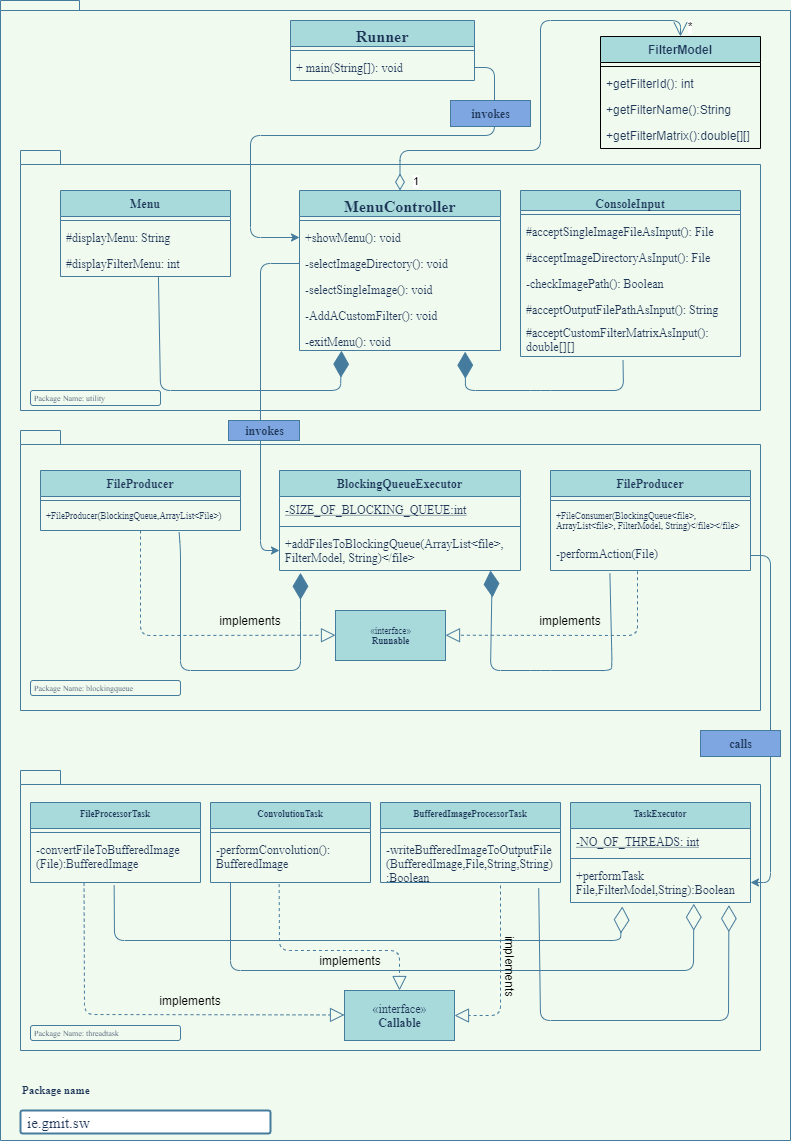 Runner
+ main(String[]): void
*
FilterModel
+getFilterId(): int
+getFilterName():String
+getFilterMatrix():double[][]
invokes
1
Menu
#displayMenu: String
#displayFilterMenu: int
MenuController
+showMenu(): void
-selectImageDirectory(): void
-selectSingleImage(): void
-AddACustomFilter(): void
-exitMenu(): void
ConsoleInput
#acceptSingleImageFileAsInput(): File
#acceptImageDirectoryAsInput(): File
-checkImagePath(): Boolean
#acceptOutputFilePathAsInput(): String
#acceptCustomFilterMatrixAsInput():
double[][]
Package Name: utility
invokes
FileProducer
+FileProducer(BlockingQueue,ArrayList<File>)
BlockingQueueExecutor
-SIZE_OF_BLOCKING_QUEUE:int
+addFilesToBlockingQueue(ArrayList<file>,
FilterModel, String)</file>
FileProducer
+FileConsumer(BlockingQueue<file>,
ArrayList<file>, FilterModel, String)</file></file>
-performAction(File)
implements
implements
«interface»
Runnable
Package Name: blockingqueue
calls
FileProcessorTask
-convertFileToBufferedImage
(File):BufferedImage
ConvolutionTask
-performConvolution():
BufferedImage
BufferedImageProcessorTask
-writeBufferedImageToOutputFile
(BufferedImage,File,String,String)
:Boolean
TaskExecutor
-NO_OF_THREADS: int
+performTask
File,FilterModel,String):Boolean
implements
implements
implements
«interface»
Callable
Package Name: threadtask
Package name
ie.gmit.sw